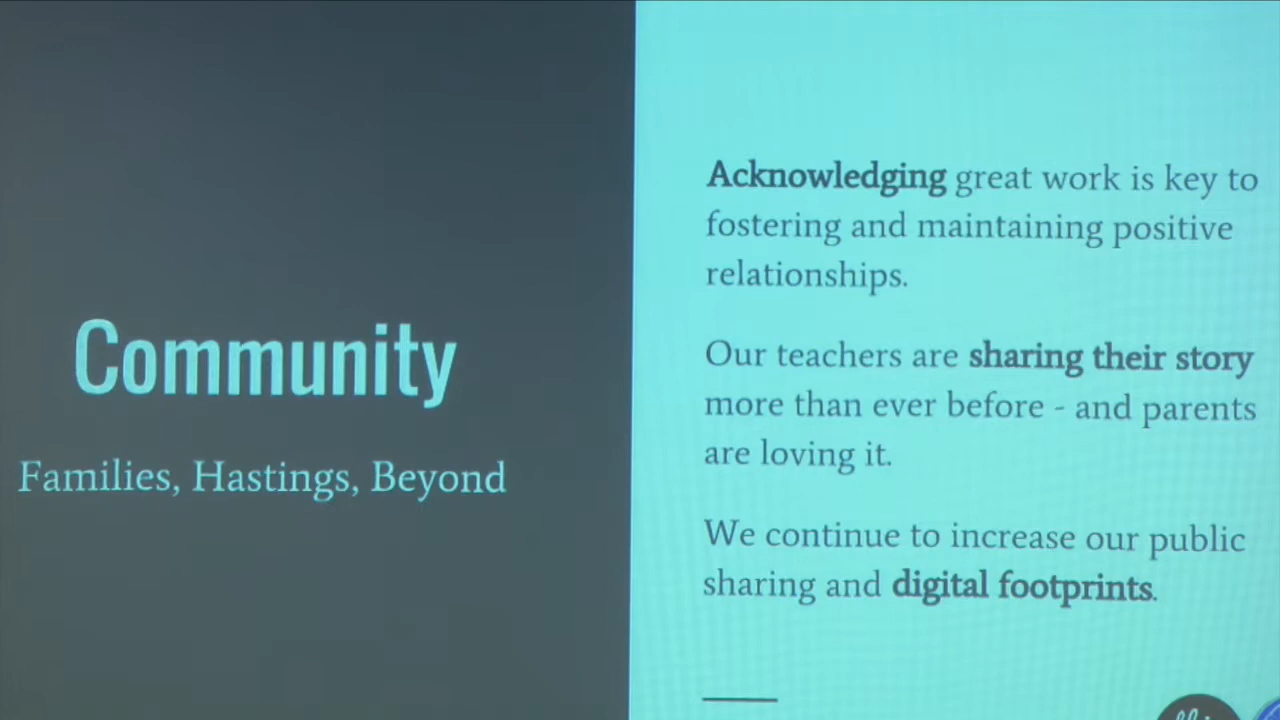 Community
Families, Hastings, Beyond
Acknowledging great work is key to
fostering and maintaining positive
relationships.
Our teachers are sharing their story
more than ever before - and parents
are loving it.
We continue to increase our public
sharing and digital footprints.